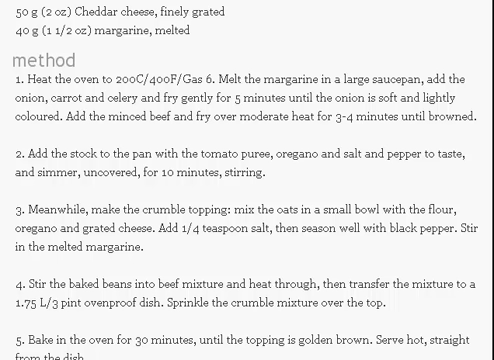 50 g (2 oz) Cheddar cheese, finely grated
40 g (1 1/2 oz) margarine, melted
method
1. Heat the oven to 200C/400F/Gas 6. Melt the margarine in a large saucepan, add the
onion, carrot and celery and fry gently for 5 minutes until the onion is soft and lightly
coloured. Add the minced beef and fry over moderate heat for 3-4 minutes until browned.
2. Add the stock to the pan with the tomato puree, oregano and salt and pepper to taste,
and simmer, uncovered, for 10 minutes, stirring.
3. Meanwhile, make the crumble topping: mix the oats in a small bowl with the flour,
oregano and grated cheese. Add 1/4 teaspoon salt, then season well with black pepper. Stir
in the melted margarine.
4. Stir the baked beans into beef mixture and heat through, then transfer the mixture to a
1.75 L/3 pint ovenproof dish. Sprinkle the crumble mixture over the top.
5. Bake in the oven for 30 minutes, until the topping is golden brown. Serve hot, straight
from the dish